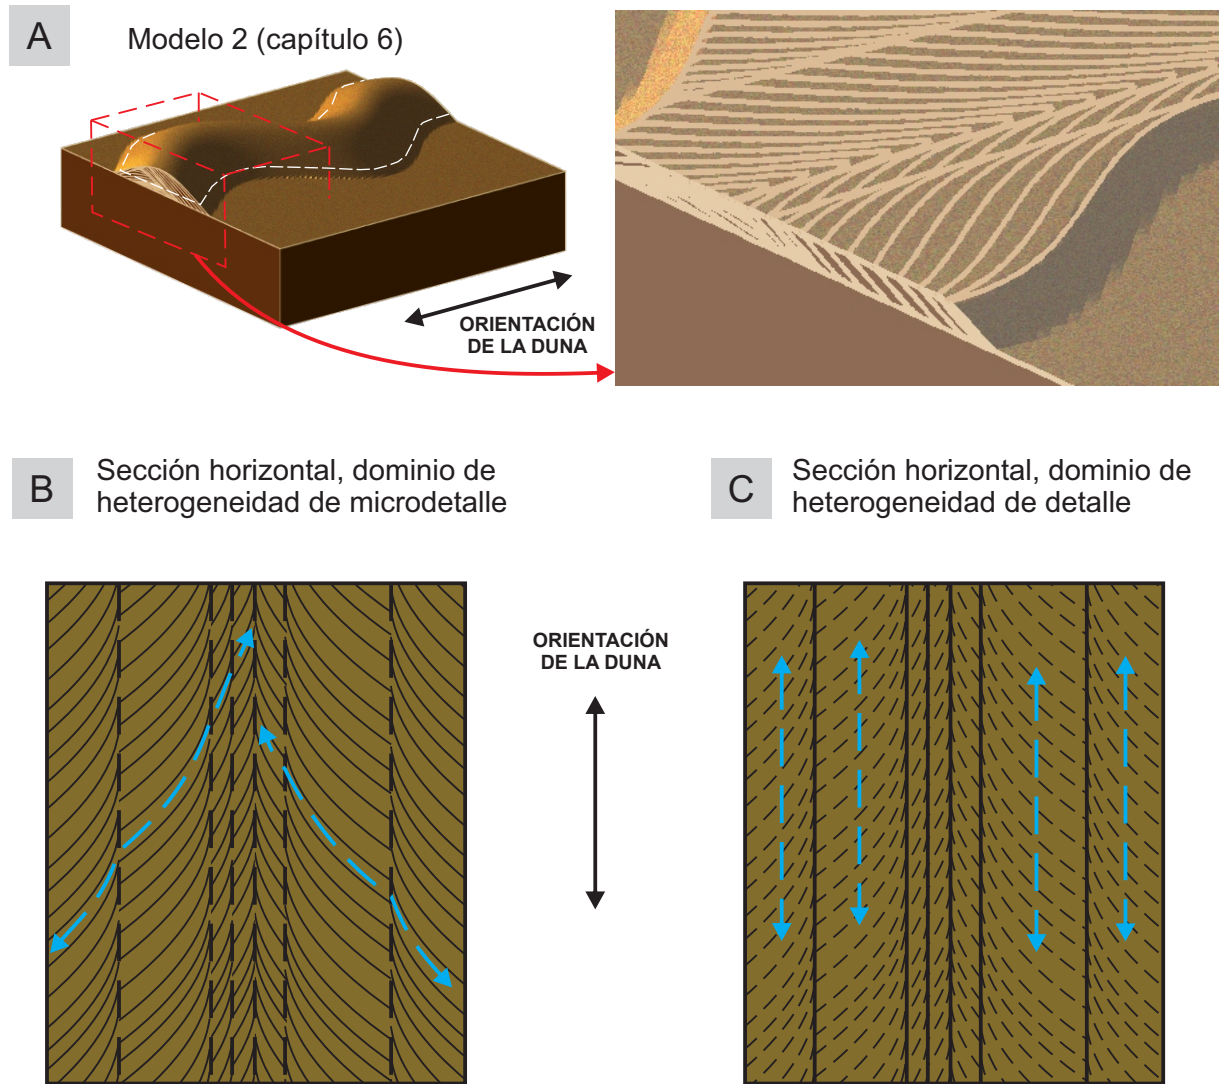 A
Modelo 2 (capítulo 6)
ORIENTACIÓN
DE LA DUNA
B
Sección horizontal, dominio de
heterogeneidad de microdetalle
C
Sección horizontal, dominio de
heterogeneidad de detalle
ORIENTACIÓN
DE LA DUNA